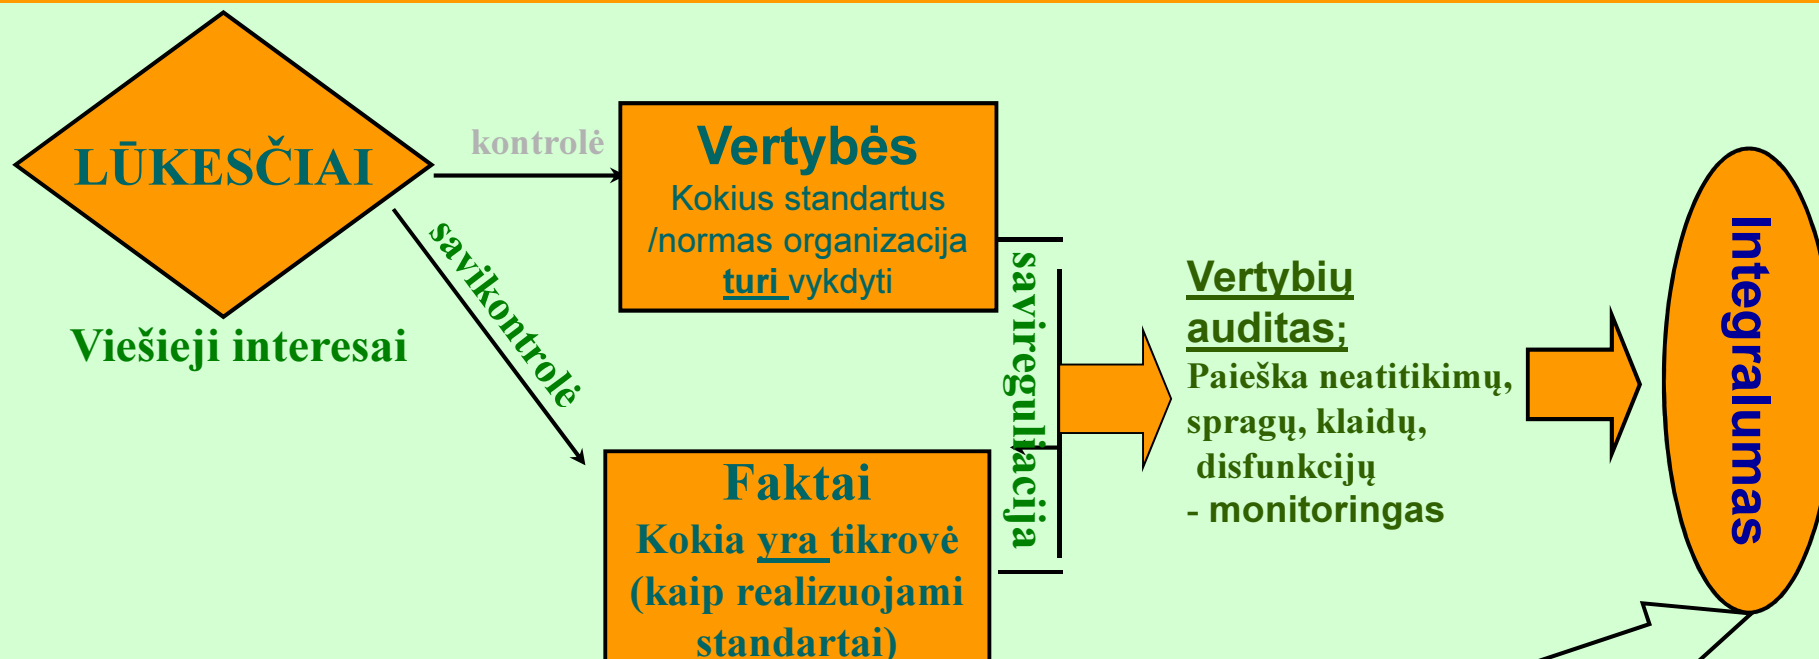 LŪKESČIAI
Viešieji interesai
kontrolė
savikontrolė
Vertybės
Kokius standartus
/normas organizacija
turi vykdyti
Faktai
Kokia yra tikrovė
(kaip realizuojami
standartai)
savireguliacija
Vertybių
auditas;
Paieška neatitikimų,
spragų, klaidų,
disfunkcijų
- monitoringas
Integralumas